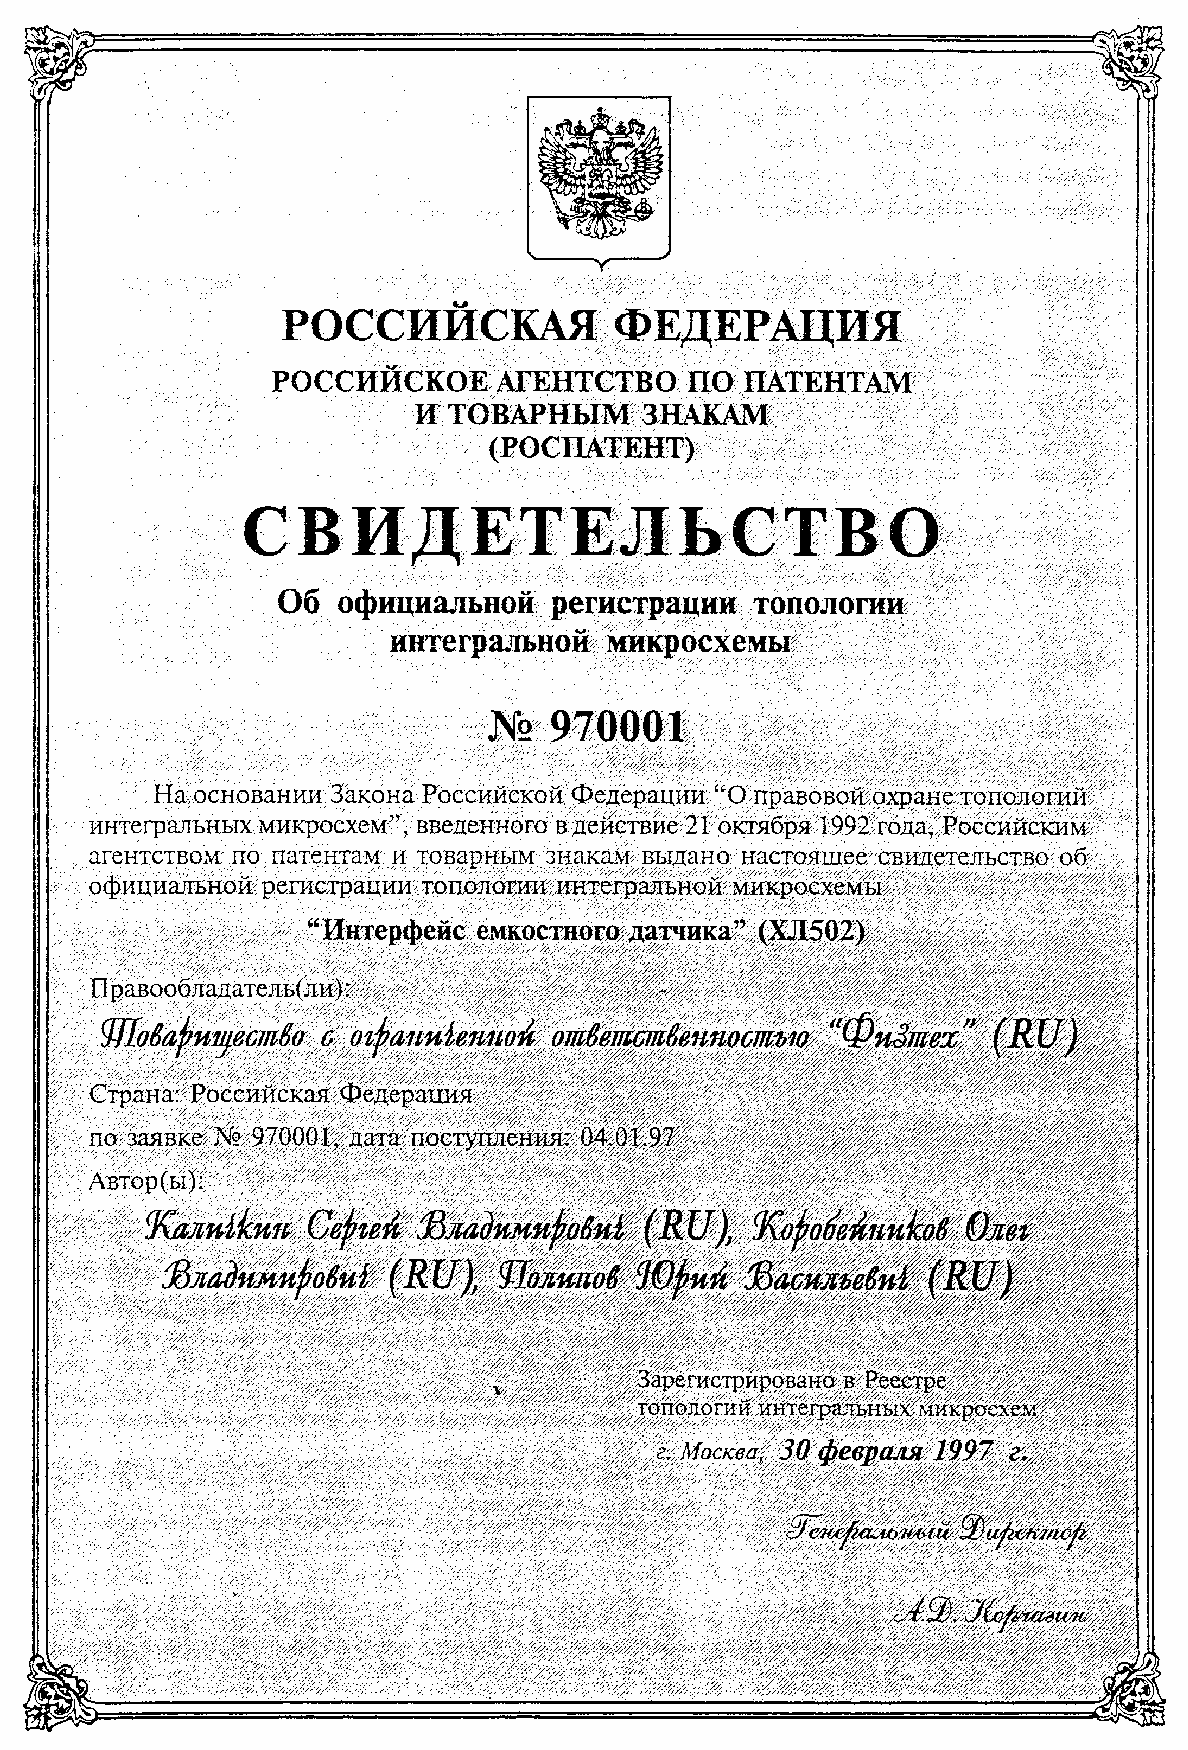 РОССИЙСКАЯ ФЕДЕРАЦИЯ
РОССИЙСКОЕ АГЕНТСТВО ПО ПАТЕНТАМ
И ТОВАРНЫМ ЗНАКАМ
(РОСПАТЕНТ)
СВИДЕТЕЛЬСТВО
Об официальной регистрации топологии
интегральной микросхемы
№ 970001
На основании Закона Российской Федерации “О правовой охране топологий
интегральных микросхем”, введенного в действие 21 октября 1992 года, Российским
агентством по патентам и товарным знакам выдано настоящее свидетельство об
официальной регистрации топологии интегральной микросхемы
“Интерфейс емкостного датчика” (ХЛ502)
Правообладатель(ли):
Товарищество с ограниченной ответственностью “Физтех” (RU)
Страна: Российская Федерация
по заявке № 970001, дата поступления: 04.01.97
Автор(ы):
Каличкин Сергей Владимирович (RU), Коробейников Олег
Владимирович (RU), Полипов Юрий Васильевич (RU)
Зарегистрировано в Реестре
топологий интегральных микросхем
г. Москва, 30 февраля 1997 г.
Генеральный Директор
А.Д. Корчагин